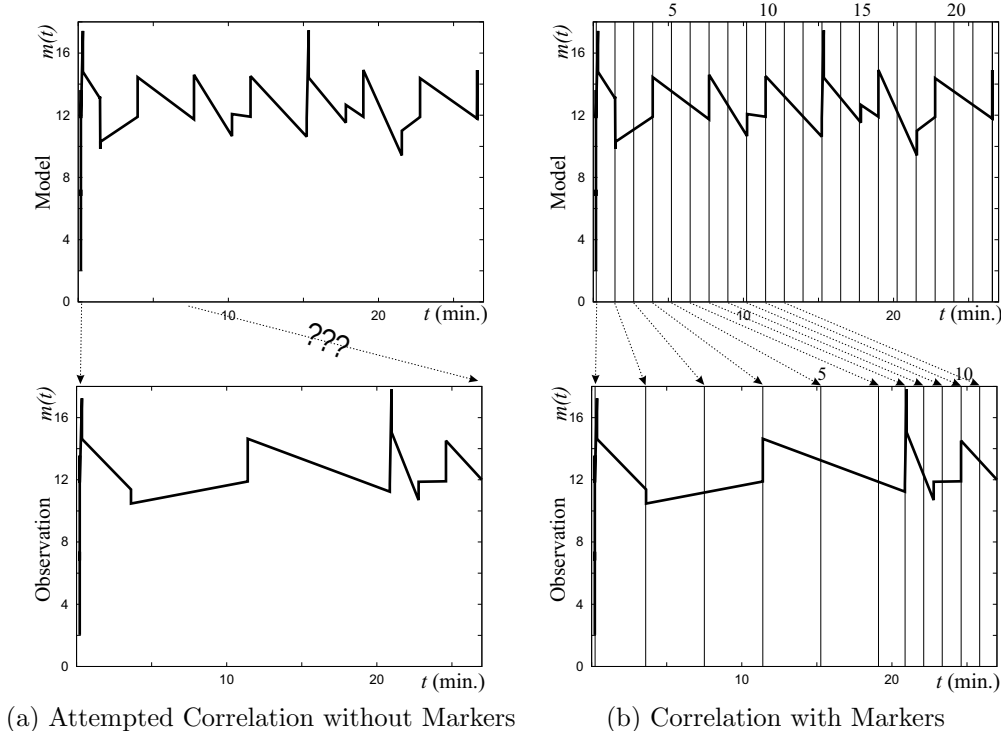 5 10 15 20
m(t) m(t)
16 16
12 12
8 8
4 4
0 0
Model Model
10 20 10 20
t (min.) t (min.)
???
5 10
m(t) m(t)
16 16
12 12
8 8
4 4
0 0
Observation Observation
10 20 10 20
t (min.) t (min.)
(a) Attempted Correlation without Markers
(b) Correlation with Markers